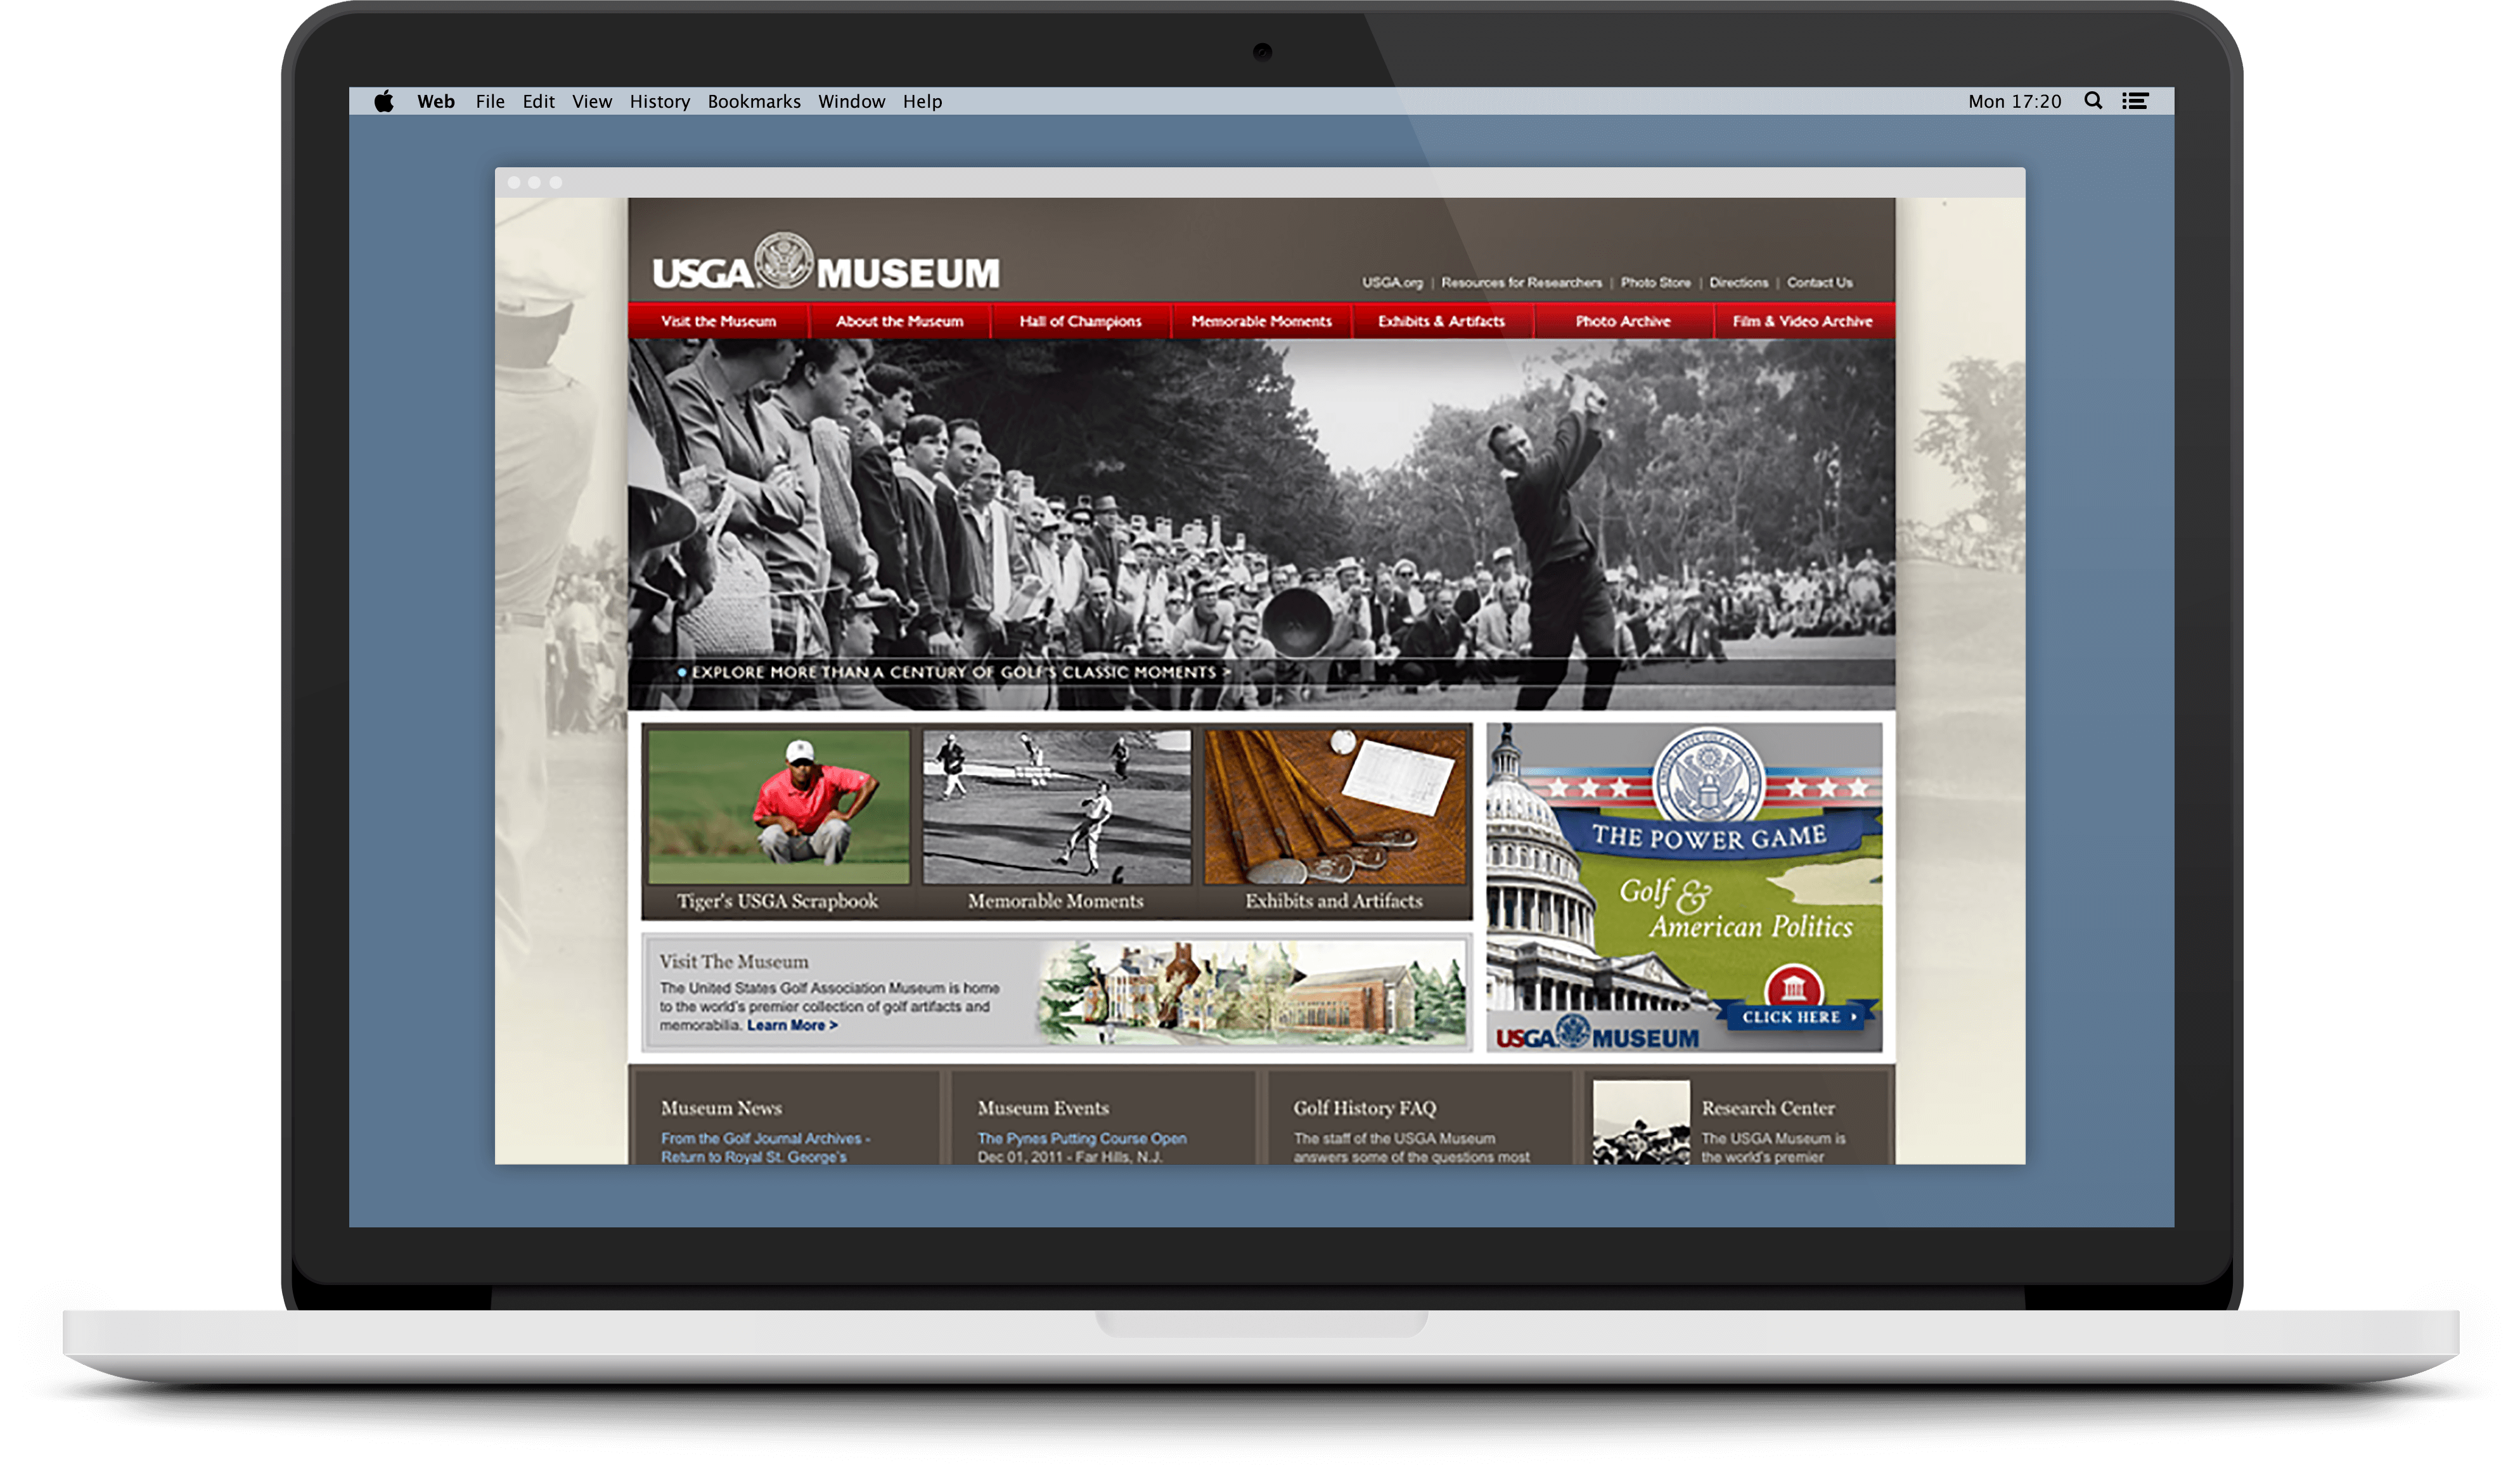 Web File Edit View History Bookmarks Window Help Mon 17:20
USGA MUSEUM
USGA.org | Resources for Researchers | Photo Store | Directions | Contact Us
Visit the Museum About the Museum Hall of Champions Memorable Moments Exhibits & Artifacts Photo Archive Film & Video Archive
• EXPLORE MORE THAN A CENTURY OF GOLF'S CLASSIC MOMENTS >
Tiger's USGA Scrapbook Memorable Moments Exhibits and Artifacts
THE POWER GAME
Golf &
American Politics
CLICK HERE
USGA MUSEUM
Visit The Museum
The United States Golf Association Museum is home
to the world's premier collection of golf artifacts and
memorabilia. Learn More >
Museum News
From the Golf Journal Archives -
Return to Royal St. George's
Museum Events
The Pynes Putting Course Open
Dec 01, 2011 - Far Hills, N.J.
Golf History FAQ
The staff of the USGA Museum
answers some of the questions most
Research Center
The USGA Museum is
the world's premier